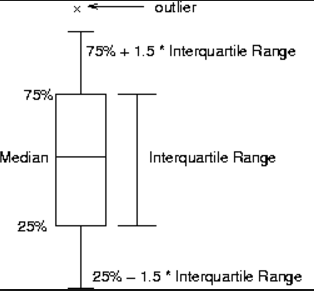 outlier
75% + 1.5 * Interquartile Range
75%
Median
Interquartile Range
25%
25% – 1.5 * Interquartile Range